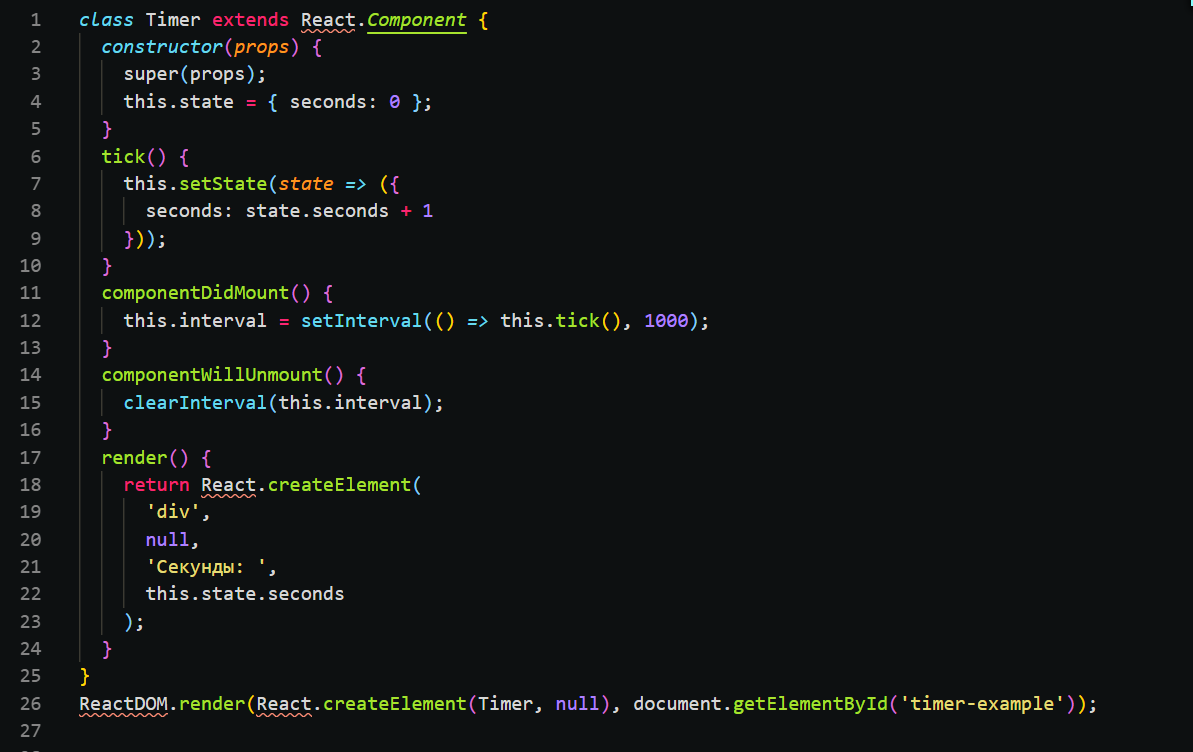 1 class Timer extends React.Component {
2 constructor(props) {
3 super(props);
4 this.state = { seconds: 0 };
5 }
6 tick() {
7 this.setState(state => ({
8 seconds: state.seconds + 1
9 }));
10 }
11 componentDidMount() {
12 this.interval = setInterval(() => this.tick(), 1000);
13 }
14 componentWillUnmount() {
15 clearInterval(this.interval);
16 }
17 render() {
18 return React.createElement(
19 'div',
20 null,
21 'Секунды: ',
22 this.state.seconds
23 );
24 }
25 }
26 ReactDOM.render(React.createElement(Timer, null), document.getElementById('timer-example'));
27